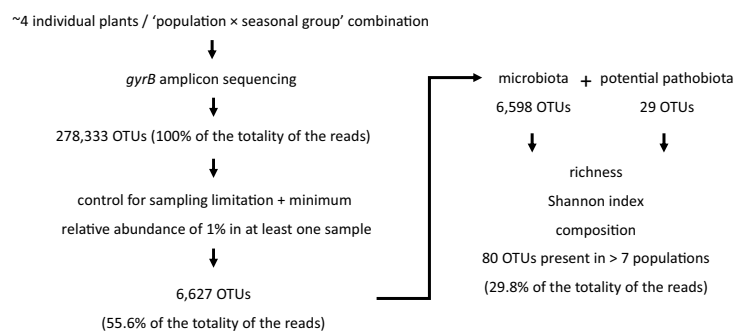 ~4 individual plants / ‘population × seasonal group’ combination
gyrB amplicon sequencing
278,333 OTUs (100% of the totality of the reads)
control for sampling limitation + minimum
relative abundance of 1% in at least one sample
6,627 OTUs
(55.6% of the totality of the reads)
microbiota + potential pathobiota
6,598 OTUs 29 OTUs
richness
Shannon index
composition
80 OTUs present in > 7 populations
(29.8% of the totality of the reads)